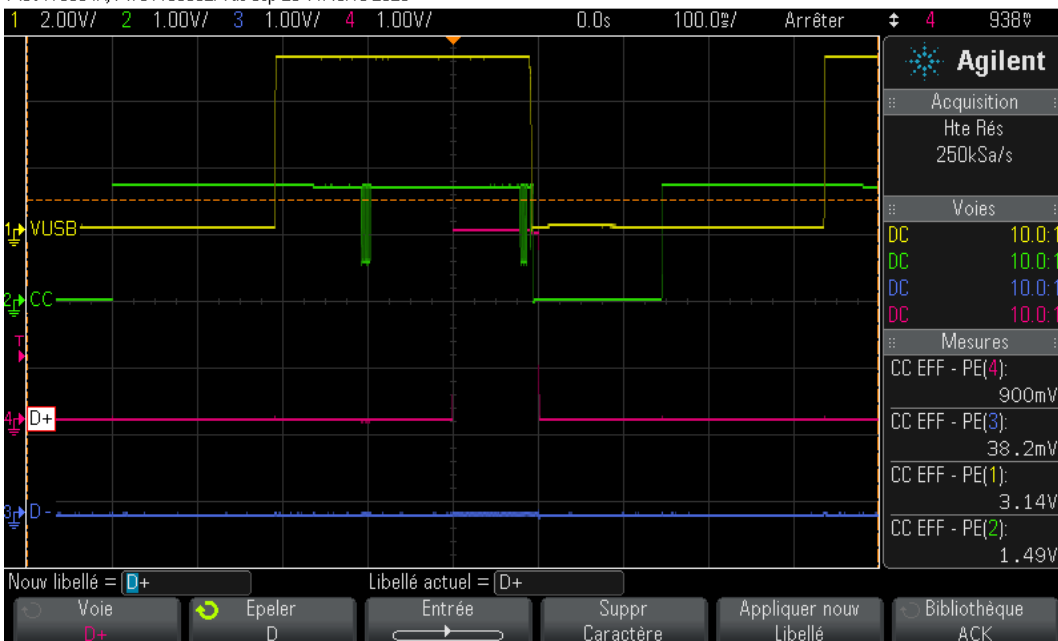 1 2.00V/ 2 1.00V/ 3 1.00V/ 4 1.00V/ 0.0s 100.0ms/ Arrêter 4 938mV
Agilent
Acquisition
Hte Rés
250kSa/s
Voies
DC 10.0:1
DC 10.0:1
DC 10.0:1
DC 10.0:1
Mesures
CC EFF - PE(4):
900mV
CC EFF - PE(3):
38.2mV
CC EFF - PE(1):
3.14V
CC EFF - PE(2):
1.49V
1 VUSB
2 CC
T
4 D+
3 D-
Nouv libellé = D+ Libellé actuel = D+
Voie Epeler Entrée Suppr Appliquer nouv Bibliothèque
D+ D Caractère Libellé ACK